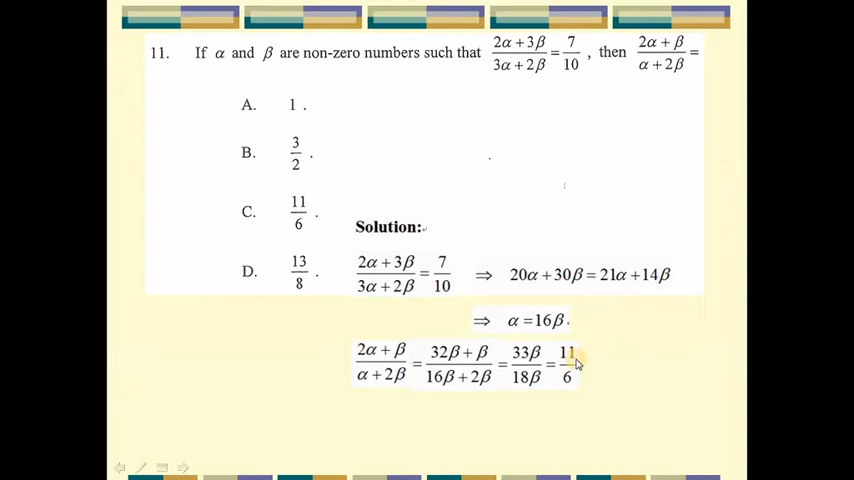 11. If α and β are non-zero numbers such that (2α + 3β)/(3α + 2β) = 7/10 , then (2α + β)/(α + 2β) =
A. 1 .
B. 3/2 .
C. 11/6 .
D. 13/8 .
Solution:
(2α + 3β)/(3α + 2β) = 7/10 ⇒ 20α + 30β = 21α + 14β
⇒ α = 16β .
(2α + β)/(α + 2β) = (32β + β)/(16β + 2β) = 33β/18β = 11/6